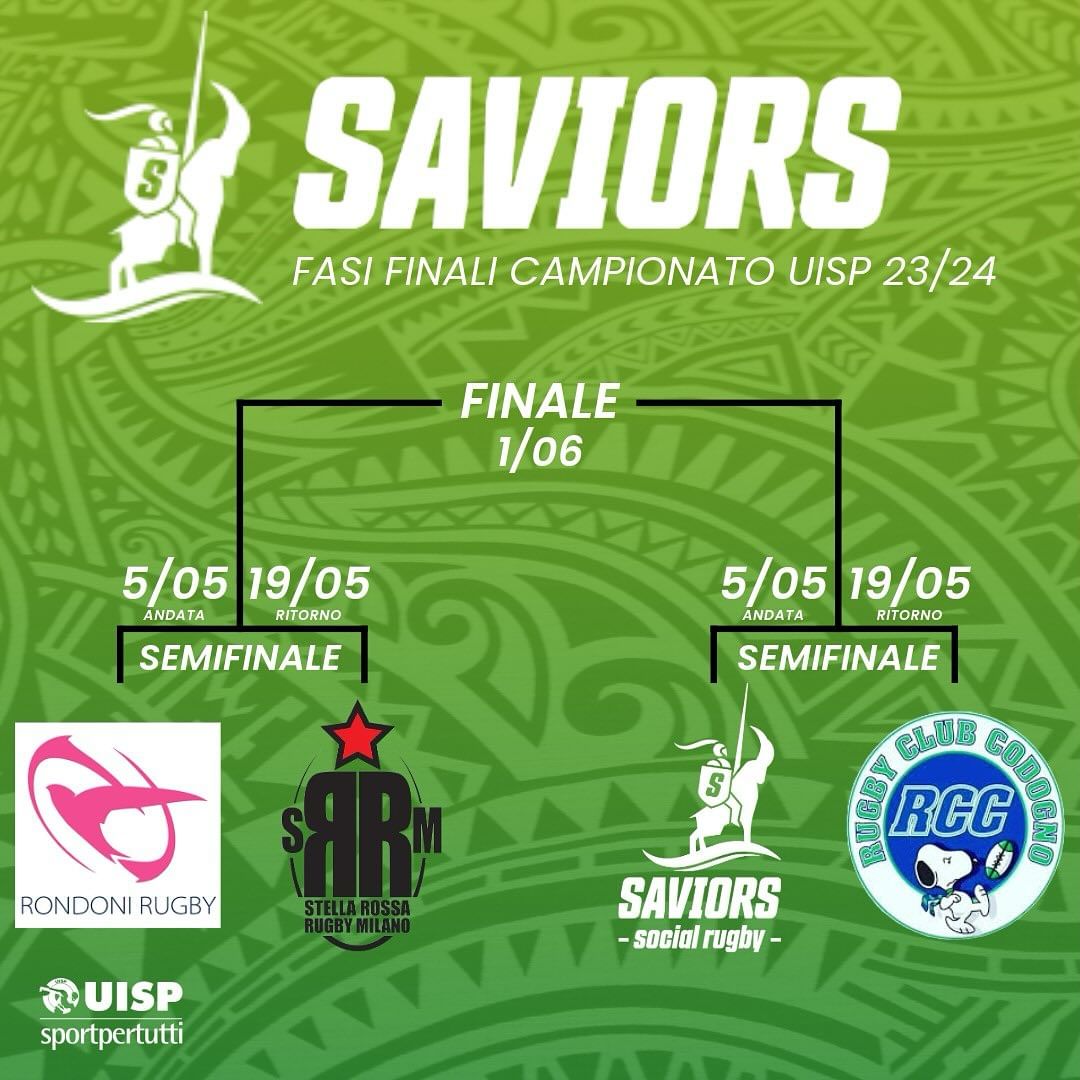 S
SAVIORS
FASI FINALI CAMPIONATO UISP 23/24
FINALE
1/06
5/05 19/05
ANDATA RITORNO
SEMIFINALE
5/05 19/05
ANDATA RITORNO
SEMIFINALE
RONDONI RUGBY
SRRM
STELLA ROSSA
RUGBY MILANO
S
SAVIORS
- social rugby -
RUGBY CLUB CODOGNO
RCC
UISP
sportpertutti